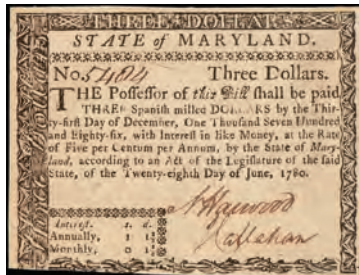 THREE DOLLARS
STATE of MARYLAND.
No. 5404 Three Dollars.
THE Possessor of this Bill shall be paid
THREE Spanish milled DOLLARS by the Thir-
ty-first Day of December, One Thousand Seven Hundred
and Eighty-six, with Interest in like Money, at the Rate
of Five per Centum per Annum, by the State of Mary-
land, according to an Act of the Legislature of the said
State, of the Twenty-eighth Day of June, 1780.
Interest. s. d.
Annually, 1
Monthly, 0
Harwood
Callahan